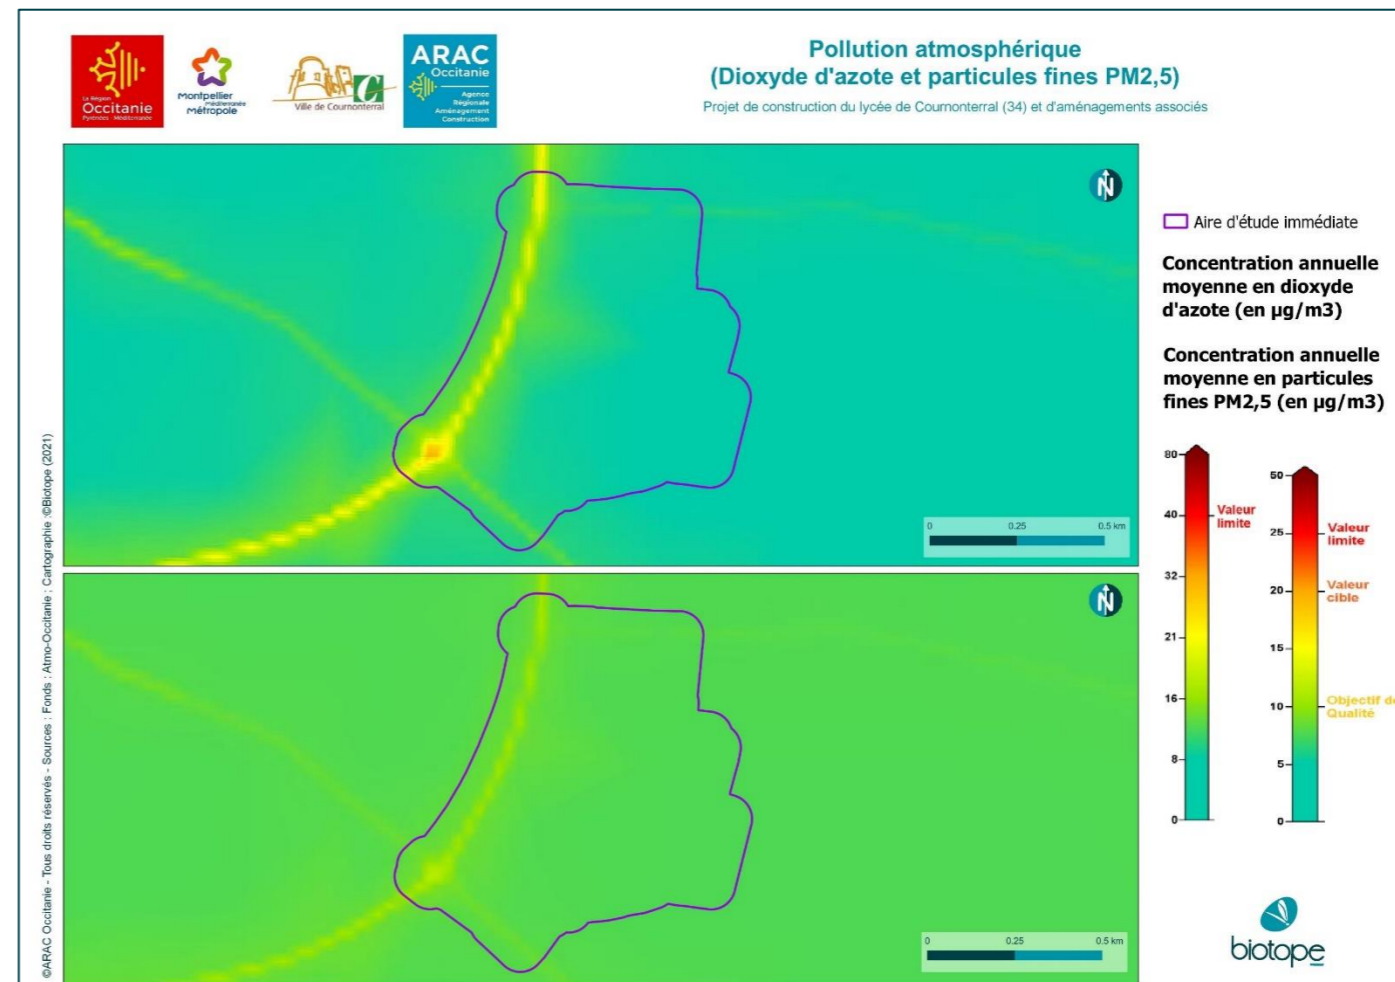 La Région
Occitanie
Pyrénées - Méditerranée
Montpellier
Méditerranée
Métropole
Ville de Cournonterral
ARAC
Occitanie
Agence
Régionale
Aménagement
Construction
Pollution atmosphérique
(Dioxyde d'azote et particules fines PM2,5)
Projet de construction du lycée de Cournonterral (34) et d'aménagements associés
N
0 0.25 0.5 km
N
0 0.25 0.5 km
Aire d'étude immédiate
Concentration annuelle
moyenne en dioxyde
d'azote (en µg/m3)
Concentration annuelle
moyenne en particules
fines PM2,5 (en µg/m3)
80
40
32
21
16
8
0
Valeur
limite
50
25
20
15
10
5
0
Valeur
limite
Valeur
cible
Objectif de
Qualité
biotope
©ARAC Occitanie - Tous droits réservés - Sources : Fonds : Atmo-Occitanie ; Cartographie :©Biotope (2021)